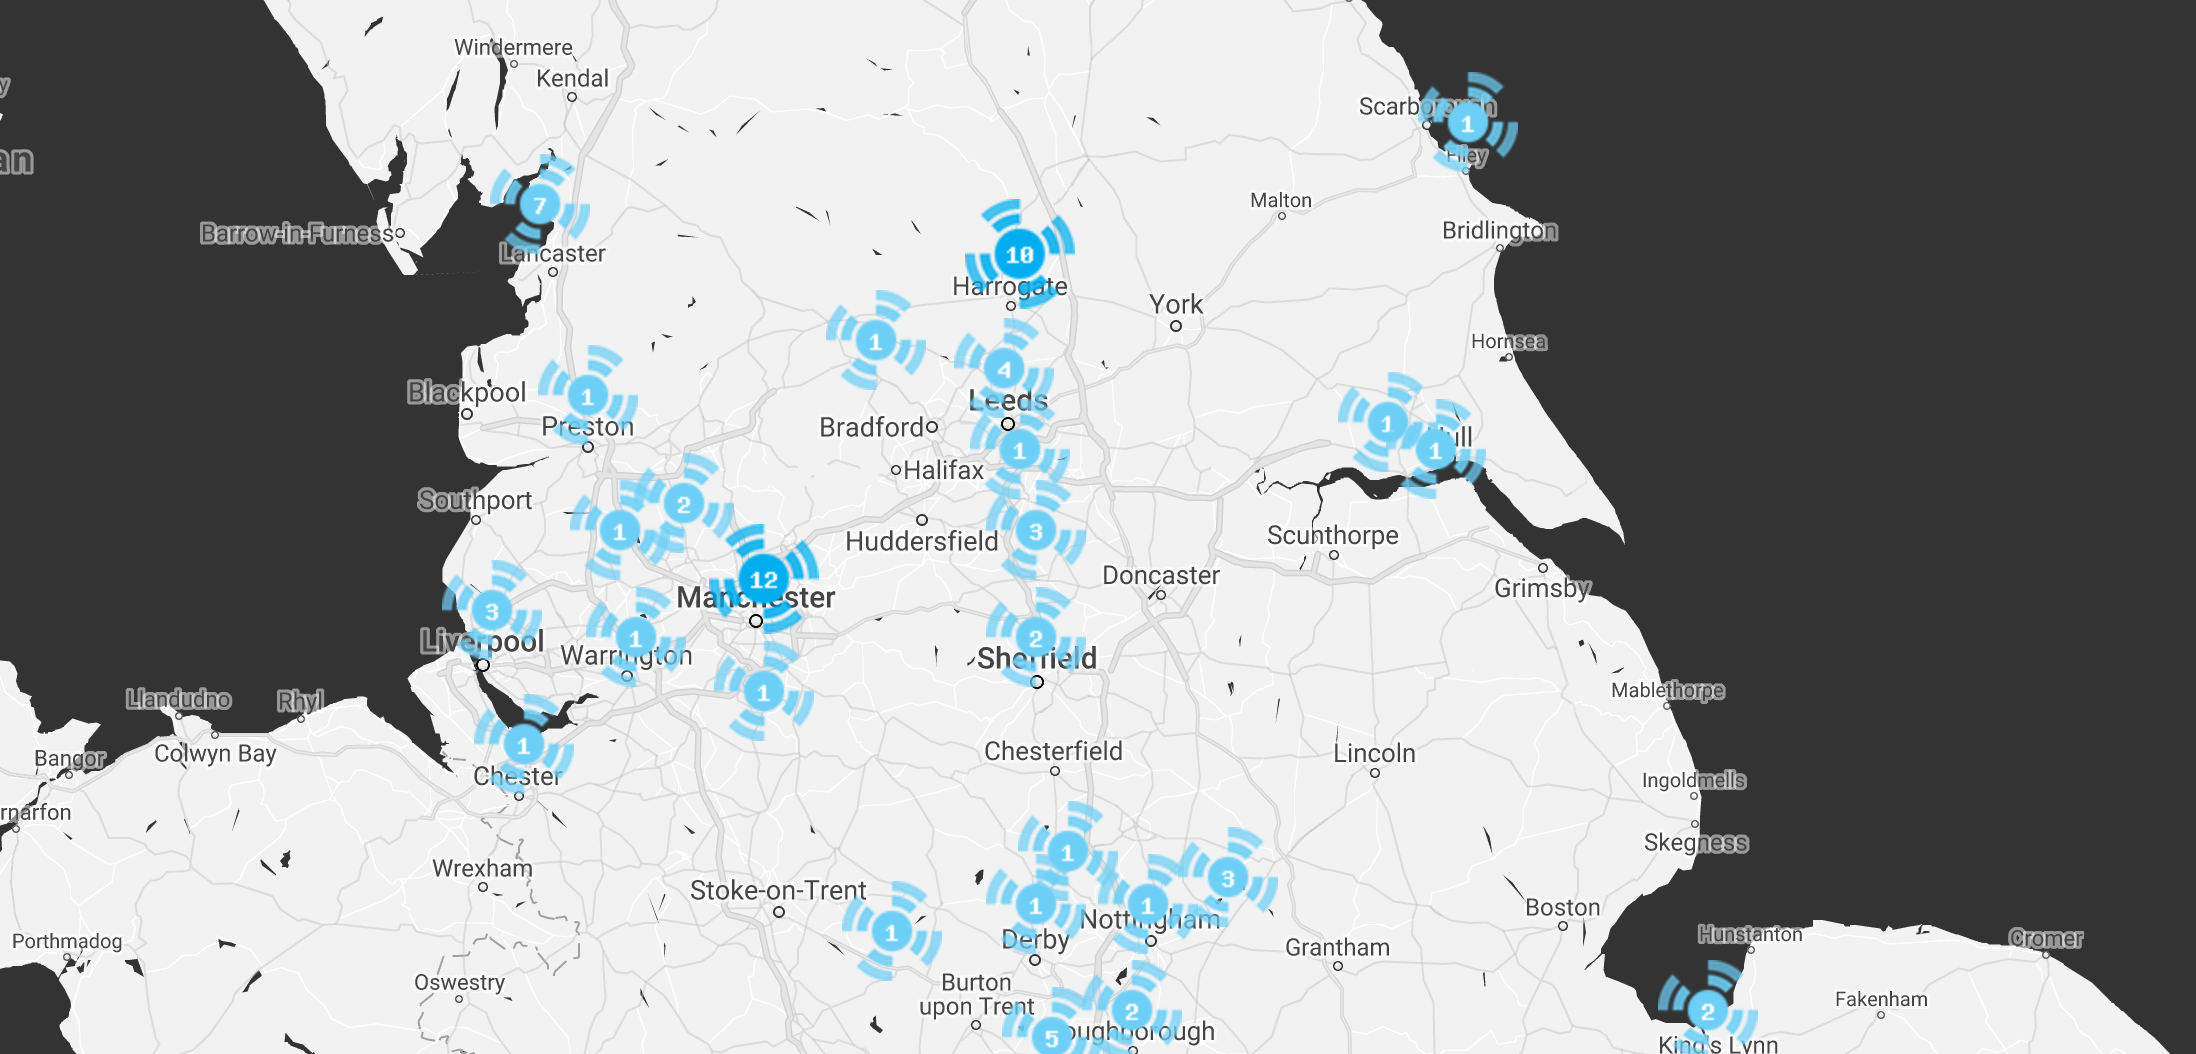 Windermere
Kendal
Scarborough
1
Filey
an
7
Malton
Barrow-in-Furness
Lancaster
Bridlington
10
Harrogate
York
1
4
Hornsea
Blackpool
1
Preston
Leeds
Bradford
1
1
Hull
1
Halifax
Southport
2
1
3
Huddersfield
Scunthorpe
12
Manchester
Doncaster
Grimsby
3
Liverpool
1
Warrington
2
Sheffield
1
Mablethorpe
Llandudno
Rhyl
Colwyn Bay
Bangor
1
Chester
Chesterfield
Lincoln
Ingoldmells
rnarfon
Skegness
1
Wrexham
Stoke-on-Trent
3
1
1
Nottingham
Boston
1
Derby
Porthmadog
Grantham
Hunstanton
Cromer
Oswestry
Burton
upon Trent
2
Fakenham
2
5
oughborough
King's Lynn